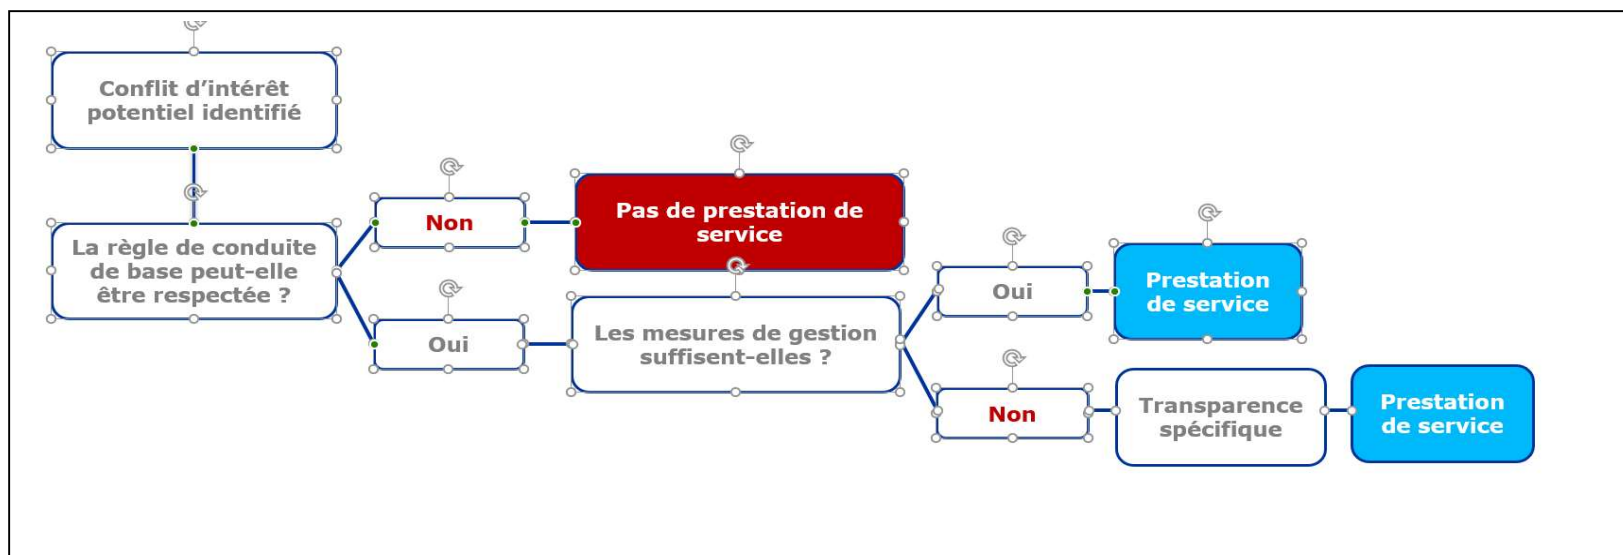 Conflit d’intérêt
potentiel identifié
La règle de conduite
de base peut-elle
être respectée ?
Non
Pas de prestation de
service
Oui
Les mesures de gestion
suffisent-elles ?
Oui
Prestation
de service
Non
Transparence
spécifique
Prestation
de service